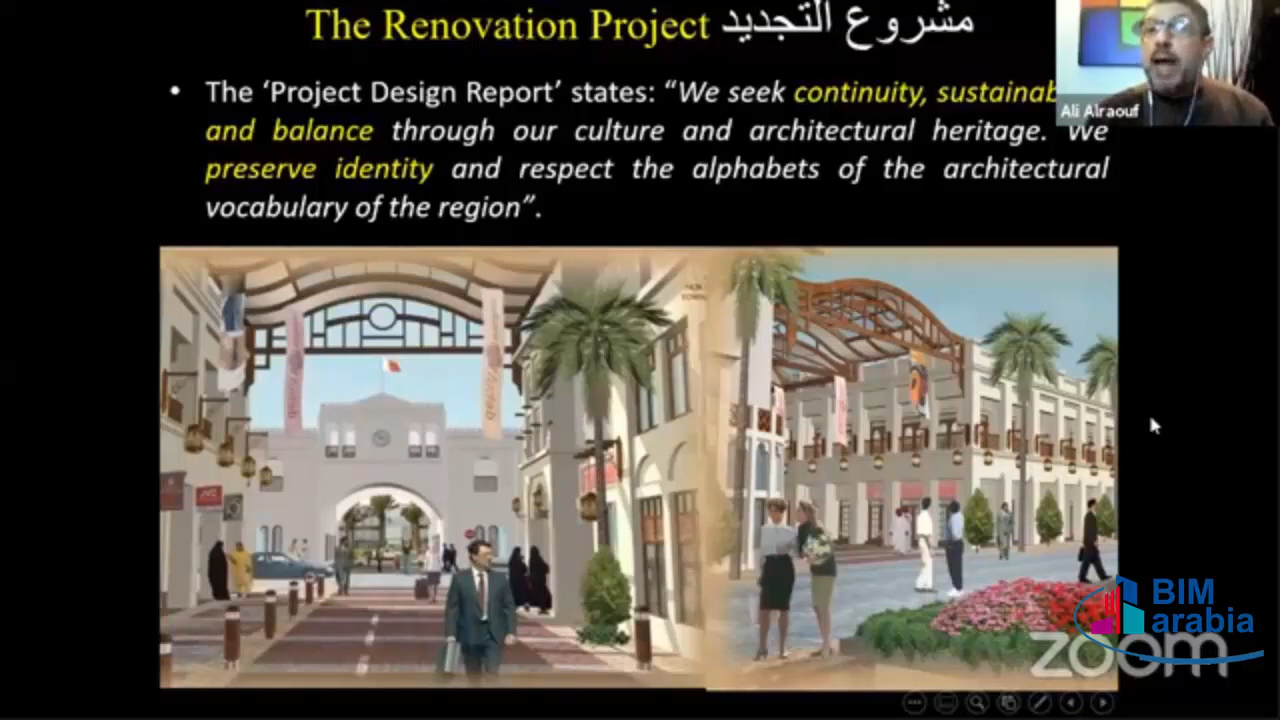 The Renovation Project مشروع التجديد
Ali Alraouf
• The ‘Project Design Report’ states: “We seek continuity, sustainab
and balance through our culture and architectural heritage. We
preserve identity and respect the alphabets of the architectural
vocabulary of the region”.
BIM
arabia
zoom